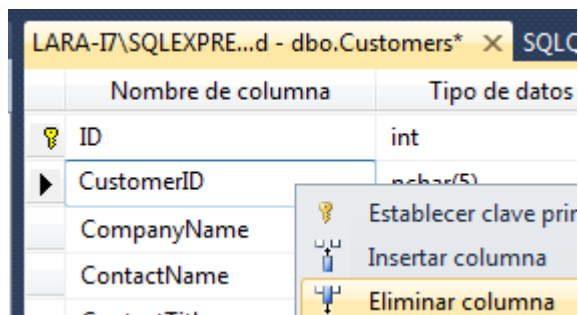 LARA-I7\SQLEXPRE...d - dbo.Customers*
Nombre de columna Tipo de datos
ID int
CustomerID nchar(5)
Establecer clave
CompanyName
Insertar columna
ContactName
Eliminar columna